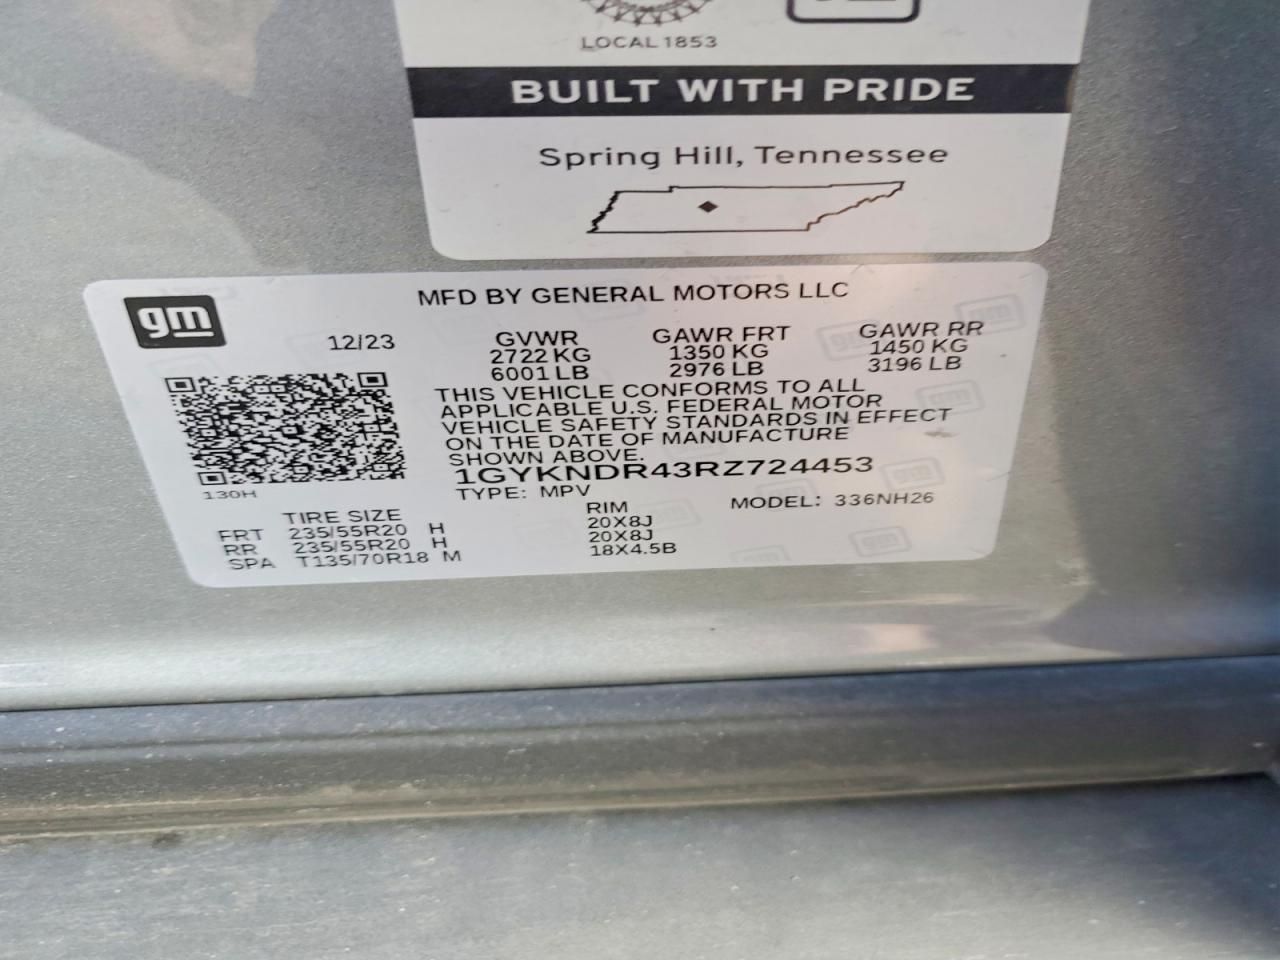 LOCAL 1853
BUILT WITH PRIDE
Spring Hill, Tennessee
gm
MFD BY GENERAL MOTORS LLC
12/23
GVWR
2722 KG
6001 LB
GAWR FRT
1350 KG
2976 LB
GAWR RR
1450 KG
3196 LB
THIS VEHICLE CONFORMS TO ALL
APPLICABLE U.S. FEDERAL MOTOR
VEHICLE SAFETY STANDARDS IN EFFECT
ON THE DATE OF MANUFACTURE
SHOWN ABOVE.
1GYKNDR43RZ724453
TYPE: MPV
MODEL: 336NH26
130H
TIRE SIZE
RIM
FRT 235/55R20 H 20X8J
RR 235/55R20 H 20X8J
SPA T135/70R18 M 18X4.5B